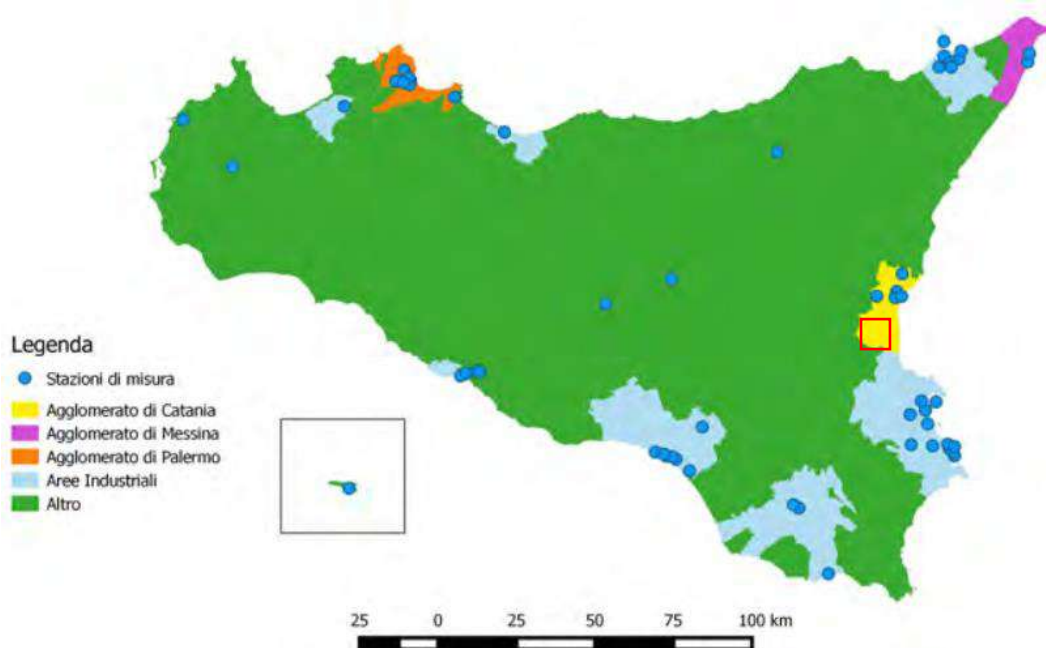 Legenda
Stazioni di misura
Agglomerato di Catania
Agglomerato di Messina
Agglomerato di Palermo
Aree Industriali
Altro
25 0 25 50 75 100 km